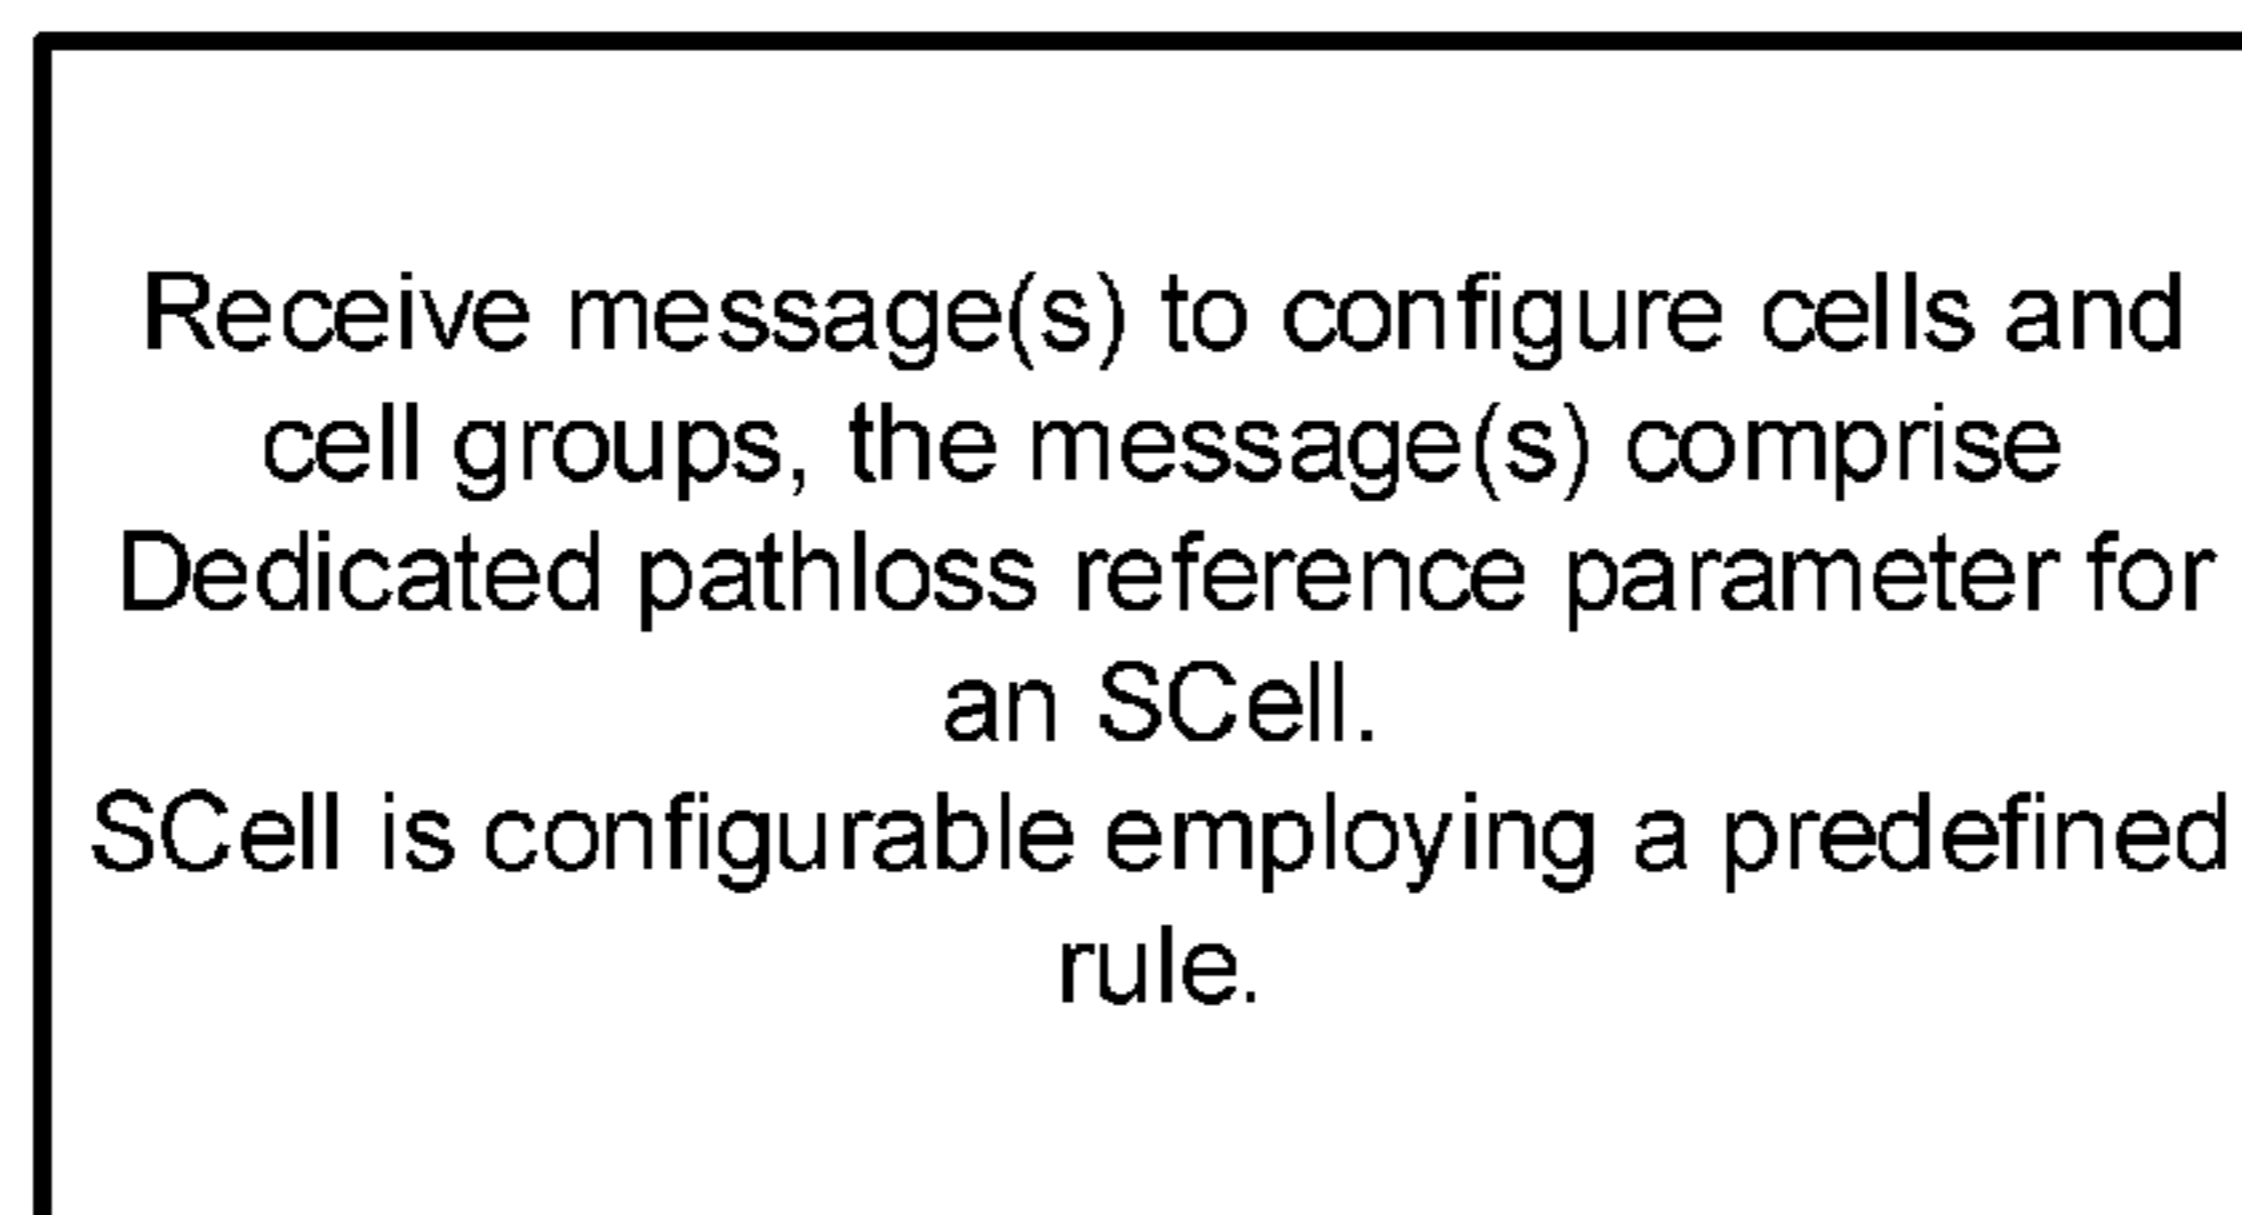 Receive message(s) to configure cells and
cell groups, the message(s) comprise
Dedicated pathloss reference parameter for
an SCell.
SCell is configurable employing a predefined
rule.